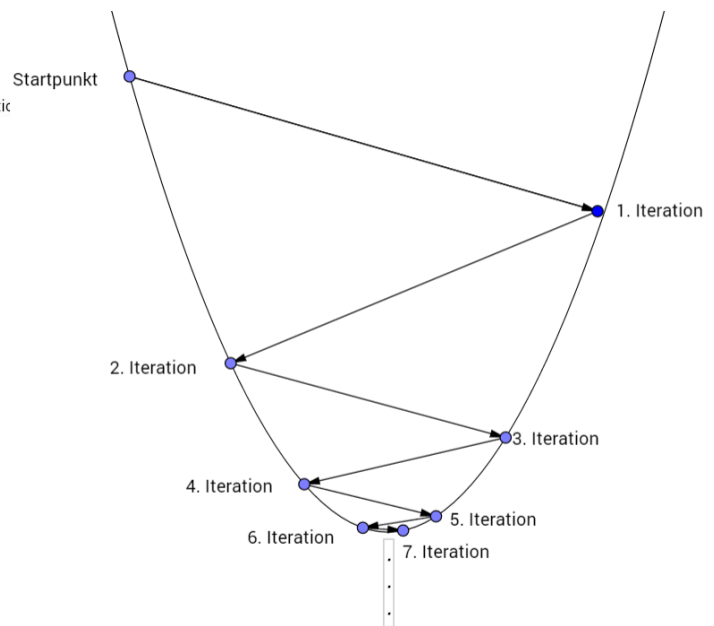 Startpunkt
1. Iteration
2. Iteration
3. Iteration
4. Iteration
5. Iteration
6. Iteration
7. Iteration